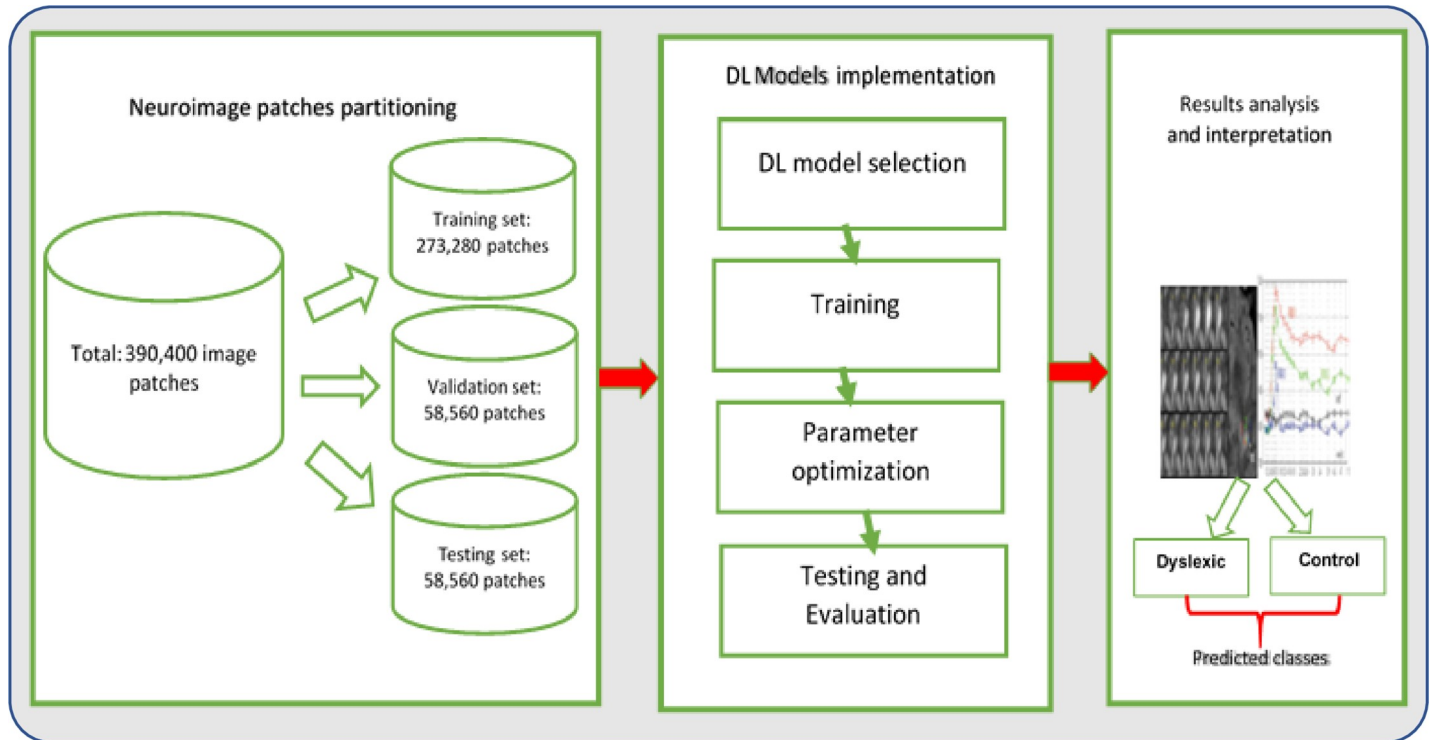 Neuroimage patches partitioning
Total: 390,400 image
patches
Training set:
273,280 patches
Validation set:
58,560 patches
Testing set:
58,560 patches
DL Models implementation
DL model selection
Training
Parameter
optimization
Testing and
Evaluation
Results analysis
and interpretation
Dyslexic
Control
Predicted classes